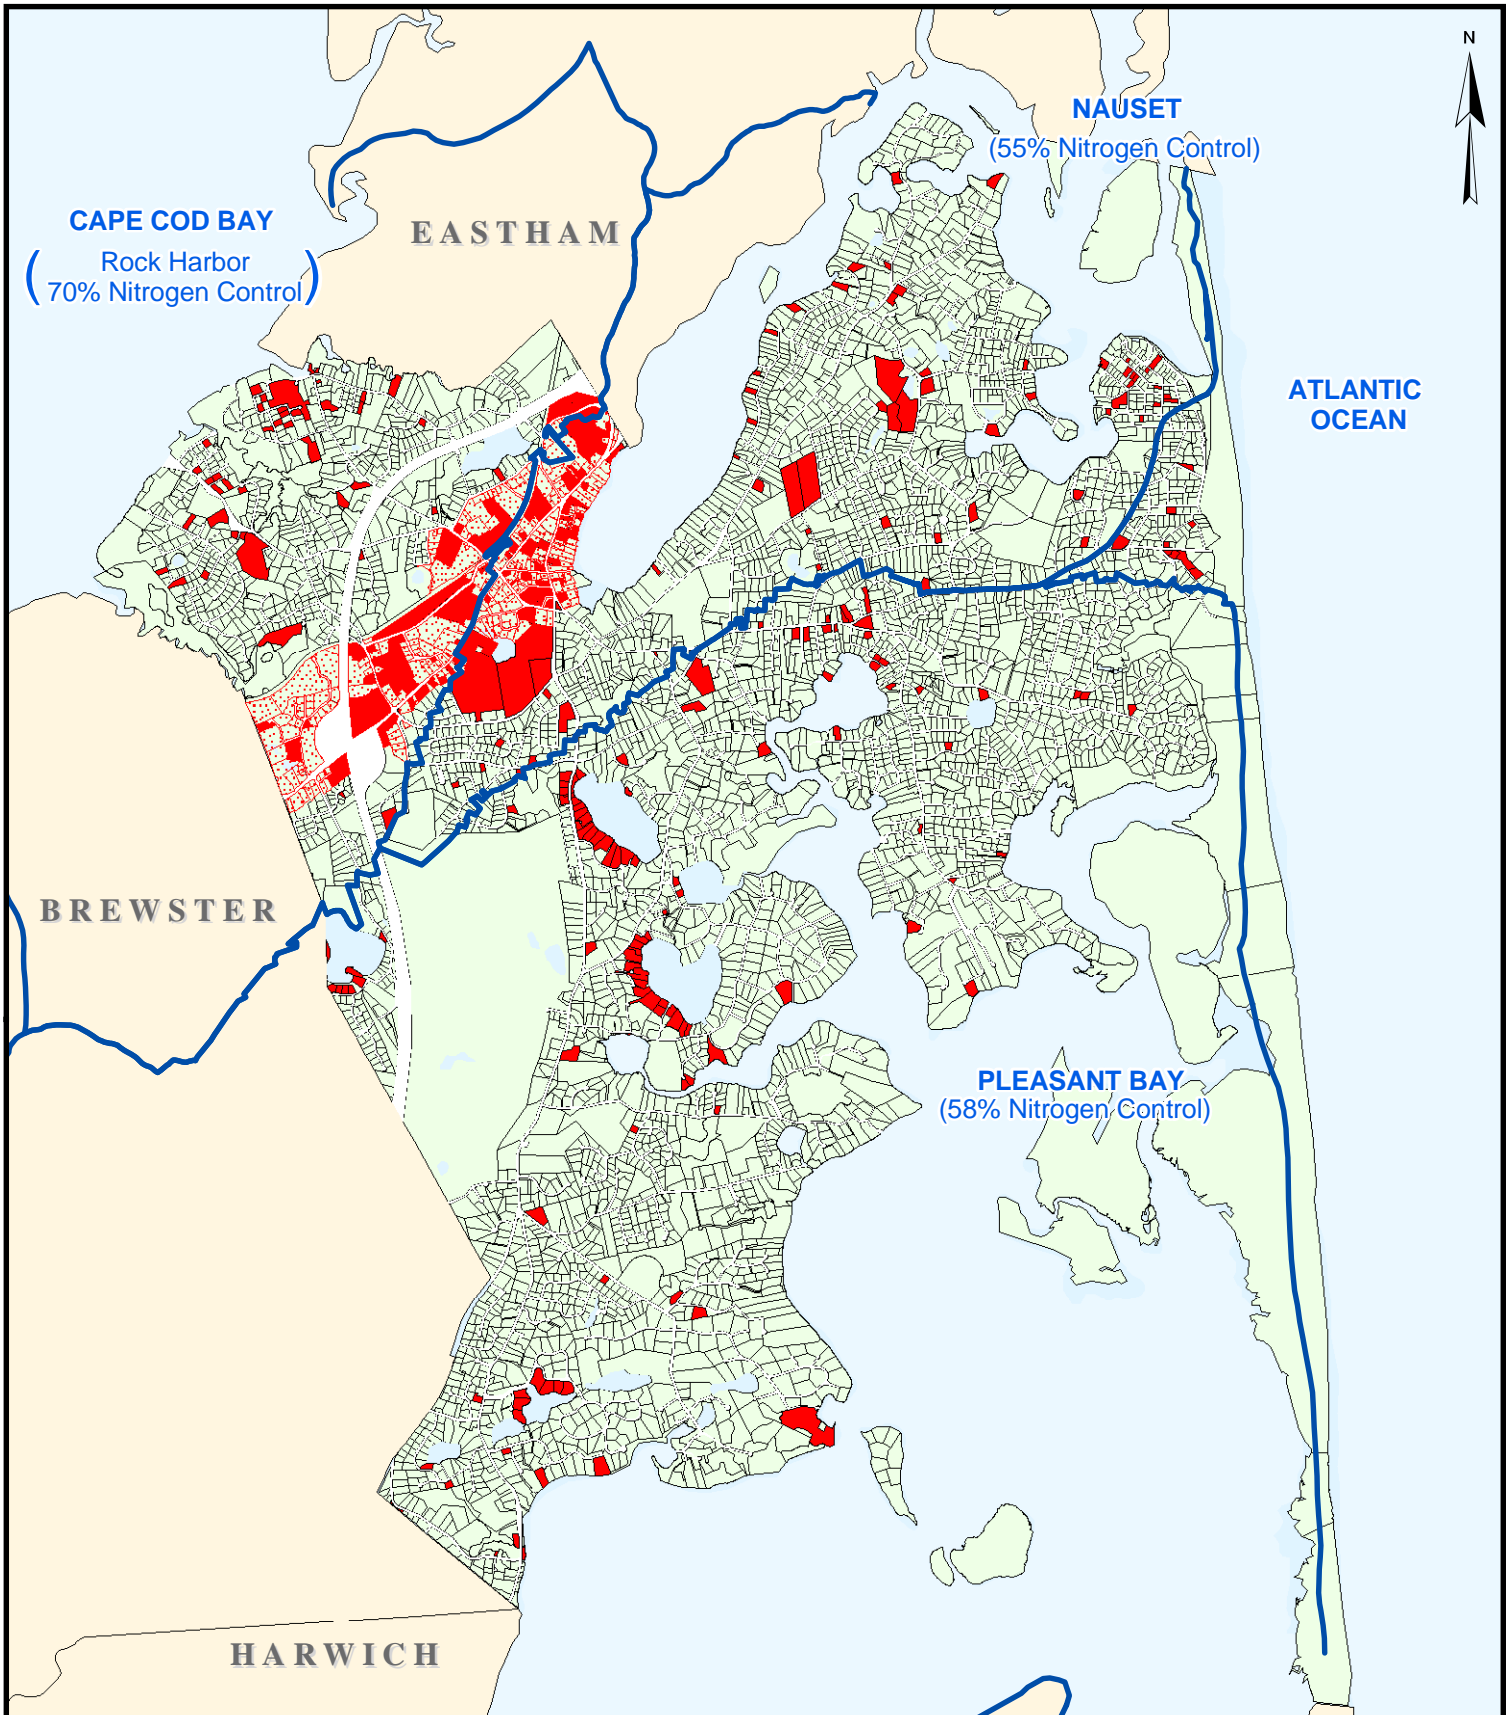 N
NAUSET
(55% Nitrogen Control)
CAPE COD BAY
( Rock Harbor
70% Nitrogen Control )
EASTHAM
ATLANTIC
OCEAN
BREWSTER
PLEASANT BAY
(58% Nitrogen Control)
HARWICH